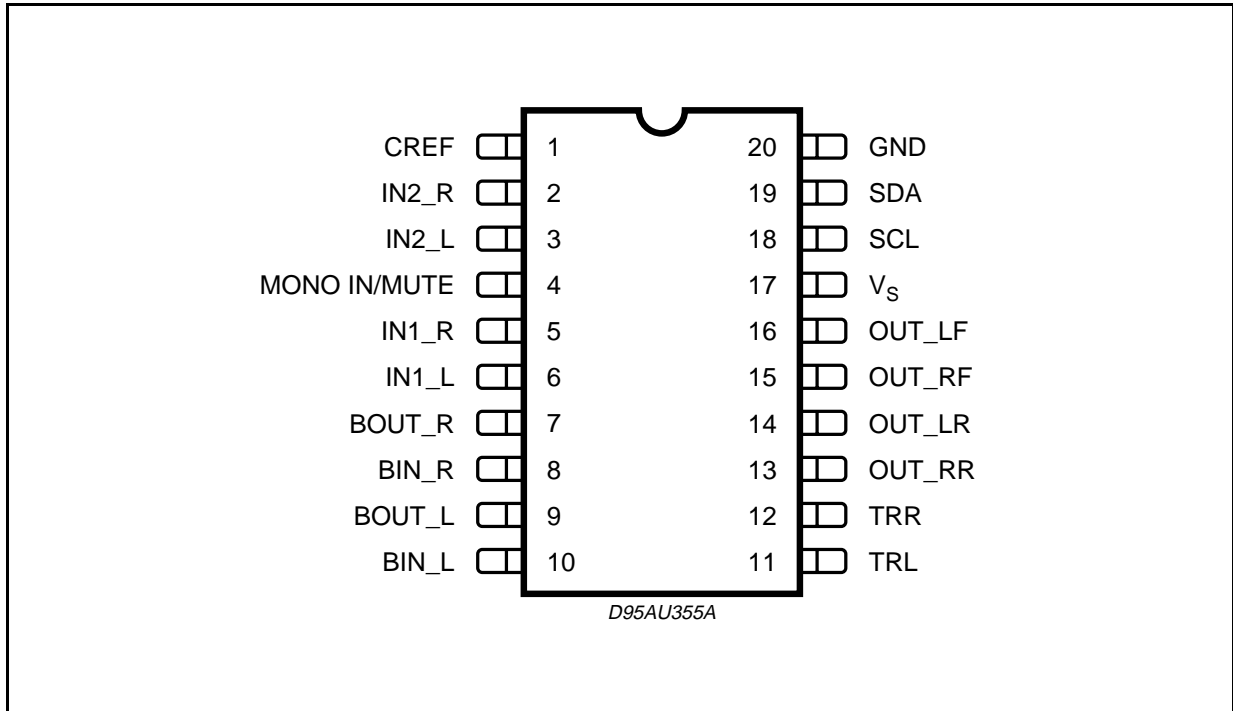 CREF 1 20 GND
IN2_R 2 19 SDA
IN2_L 3 18 SCL
MONO IN/MUTE 4 17 VS
IN1_R 5 16 OUT_LF
IN1_L 6 15 OUT_RF
BOUT_R 7 14 OUT_LR
BIN_R 8 13 OUT_RR
BOUT_L 9 12 TRR
BIN_L 10 11 TRL
D95AU355A